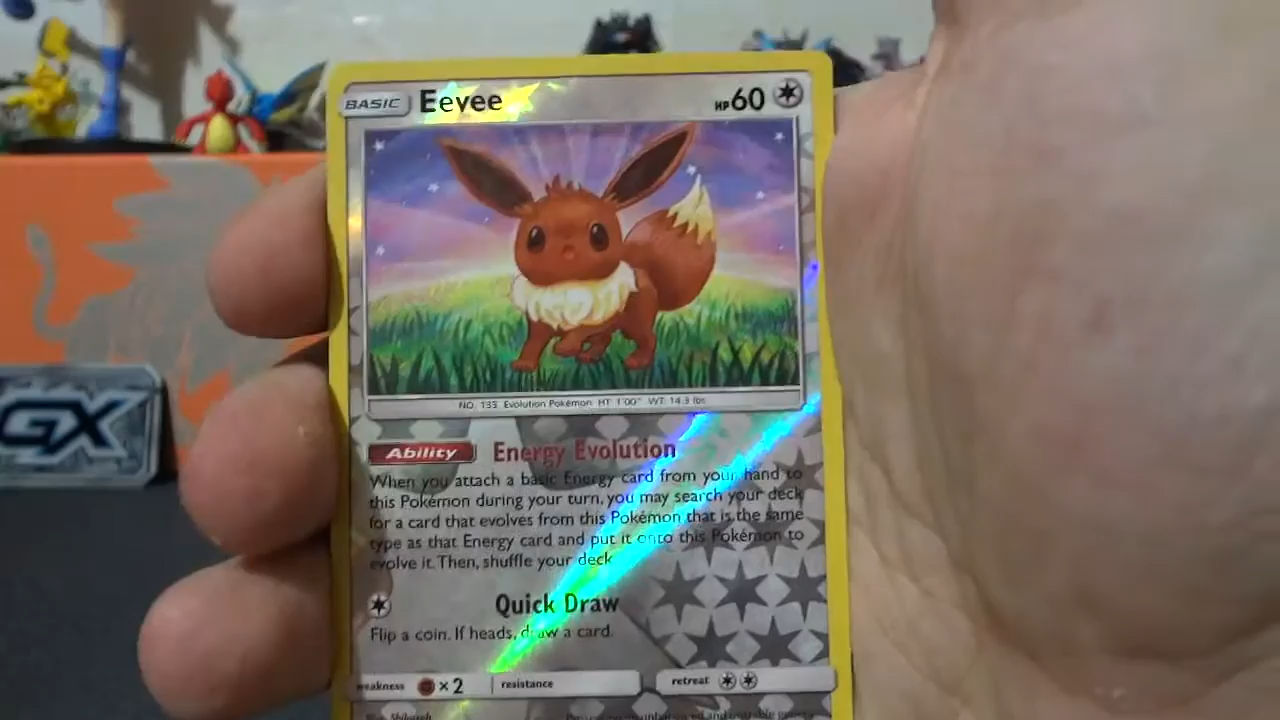 BASIC Eevee HP60
NO. 133 Evolution Pokémon HT 1'00" WT 14.3 lbs
Ability Energy Evolution
When you attach a basic Energy card from your hand to
this Pokémon during your turn, you may search your deck
for a card that evolves from this Pokémon that is the same
type as that Energy card and put it onto this Pokémon to
evolve it. Then, shuffle your deck
Quick Draw
Flip a coin. If heads, draw a card.
weakness ×2 resistance retreat
GX